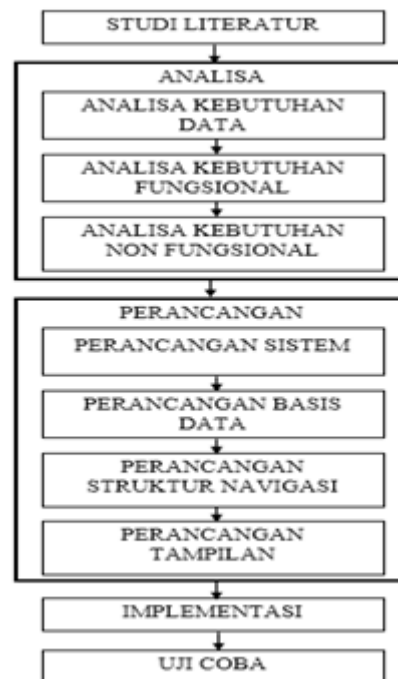 STUDI LITERATUR
ANALISA
ANALISA KEBUTUHAN
DATA
ANALISA KEBUTUHAN
FUNGSIONAL
ANALISA KEBUTUHAN
NON FUNGSIONAL
PERANCANGAN
PERANCANGAN SISTEM
PERANCANGAN BASIS
DATA
PERANCANGAN
STRUKTUR NAVIGASI
PERANCANGAN
TAMPILAN
IMPLEMENTASI
UJI COBA